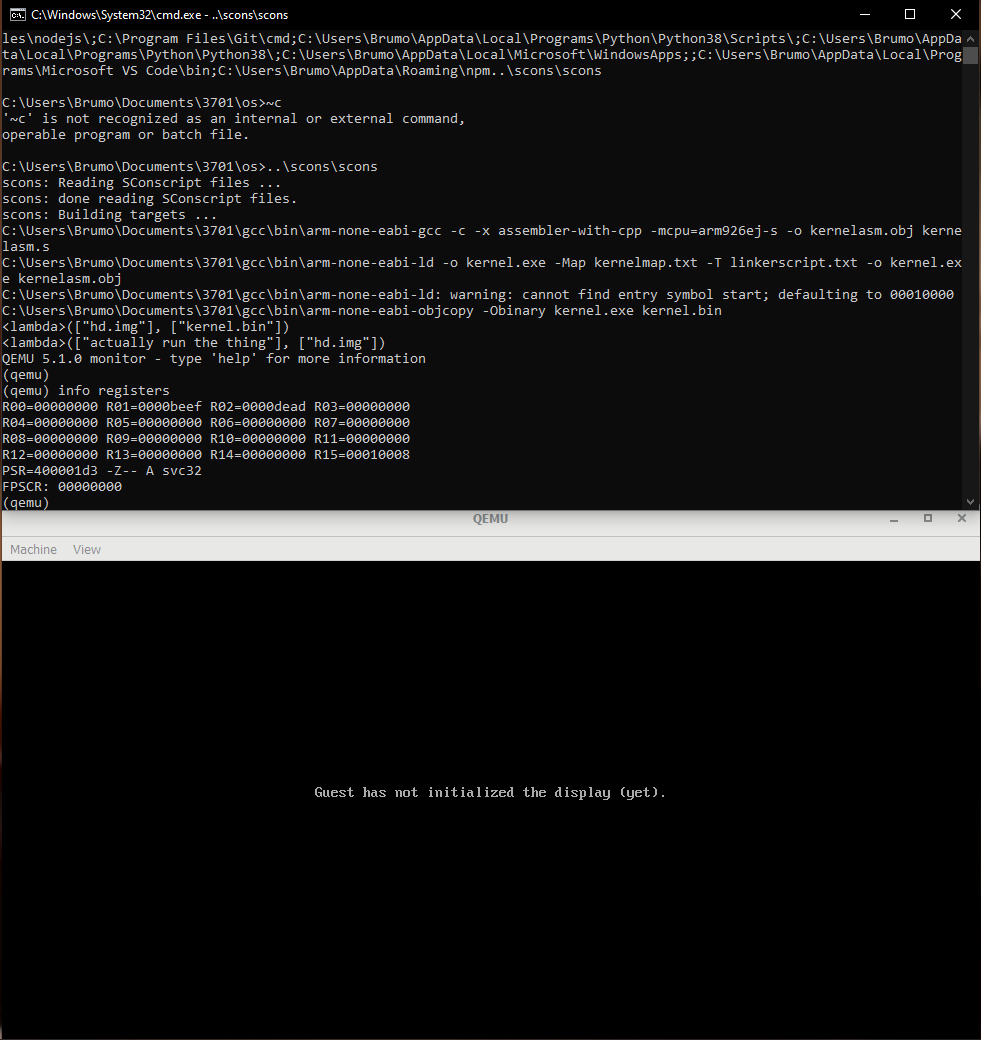 C:\Windows\System32\cmd.exe - ..\scons\scons
les\nodejs\;C:\Program Files\Git\cmd;C:\Users\Brumo\AppData\Local\Programs\Python\Python38\Scripts\;C:\Users\Brumo\AppDa
ta\Local\Programs\Python\Python38\;C:\Users\Brumo\AppData\Local\Microsoft\WindowsApps;;C:\Users\Brumo\AppData\Local\Prog
rams\Microsoft VS Code\bin;C:\Users\Brumo\AppData\Roaming\npm..\scons\scons
C:\Users\Brumo\Documents\3701\os>~c
'~c' is not recognized as an internal or external command,
operable program or batch file.
C:\Users\Brumo\Documents\3701\os>..\scons\scons
scons: Reading SConscript files ...
scons: done reading SConscript files.
scons: Building targets ...
C:\Users\Brumo\Documents\3701\gcc\bin\arm-none-eabi-gcc -c -x assembler-with-cpp -mcpu=arm926ej-s -o kernelasm.obj kerne
lasm.s
C:\Users\Brumo\Documents\3701\gcc\bin\arm-none-eabi-ld -o kernel.exe -Map kernelmap.txt -T linkerscript.txt -o kernel.ex
e kernelasm.obj
C:\Users\Brumo\Documents\3701\gcc\bin\arm-none-eabi-ld: warning: cannot find entry symbol start; defaulting to 00010000
C:\Users\Brumo\Documents\3701\gcc\bin\arm-none-eabi-objcopy -Obinary kernel.exe kernel.bin
<lambda>(["hd.img"], ["kernel.bin"])
<lambda>(["actually run the thing"], ["hd.img"])
QEMU 5.1.0 monitor - type 'help' for more information
(qemu)
(qemu) info registers
R00=00000000 R01=0000beef R02=0000dead R03=00000000
R04=00000000 R05=00000000 R06=00000000 R07=00000000
R08=00000000 R09=00000000 R10=00000000 R11=00000000
R12=00000000 R13=00000000 R14=00000000 R15=00010008
PSR=400001d3 -Z-- A svc32
FPSCR: 00000000
(qemu)
QEMU
Machine View
Guest has not initialized the display (yet).